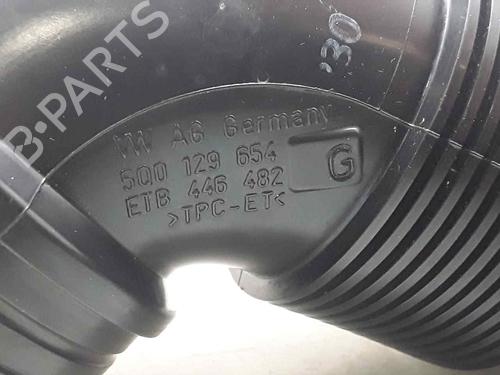 B-PARTS
'30
VW AG Germany
5Q0 129 654
G
ETB 446 482
>TPC-ET<